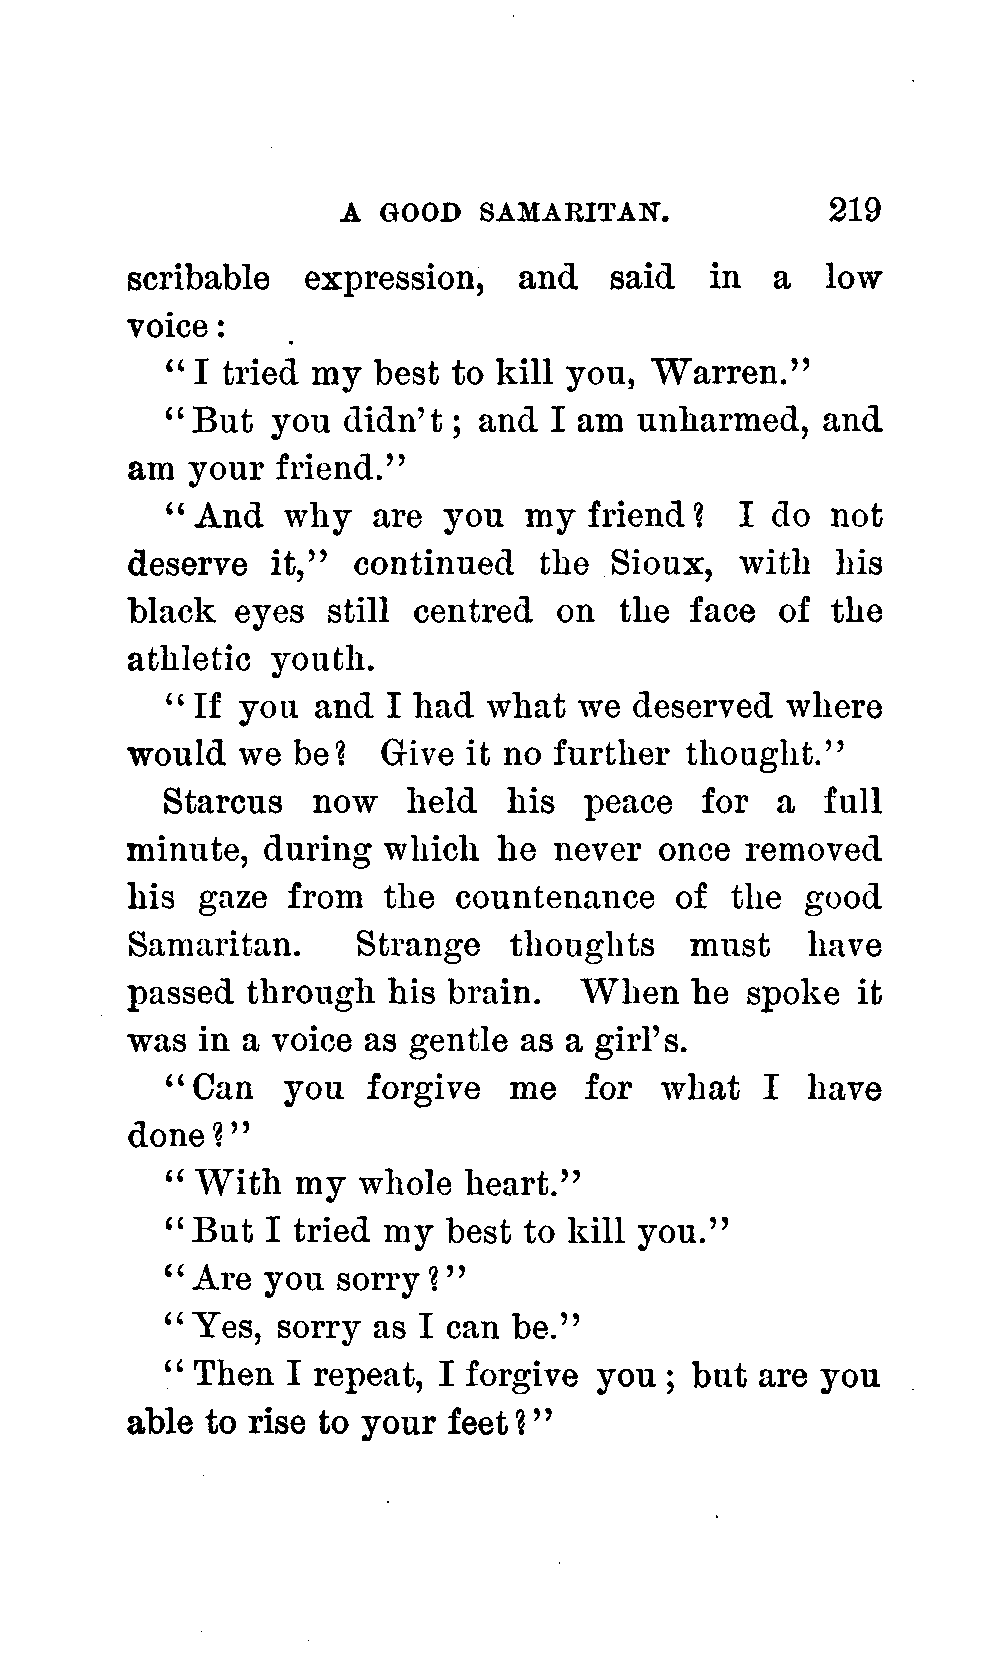 A GOOD SAMARITAN. 219
scribable expression, and said in a low
voice:
"I tried my best to kill you, Warren."
"But you didn't; and I am unharmed, and
am your friend."
"And why are you my friend? I do not
deserve it," continued the Sioux, with his
black eyes still centred on the face of the
athletic youth.
"If you and I had what we deserved where
would we be? Give it no further thought."
Starcus now held his peace for a full
minute, during which he never once removed
his gaze from the countenance of the good
Samaritan. Strange thoughts must have
passed through his brain. When he spoke it
was in a voice as gentle as a girl's.
"Can you forgive me for what I have
done?"
"With my whole heart."
"But I tried my best to kill you."
"Are you sorry?"
"Yes, sorry as I can be."
"Then I repeat, I forgive you; but are you
able to rise to your feet?"